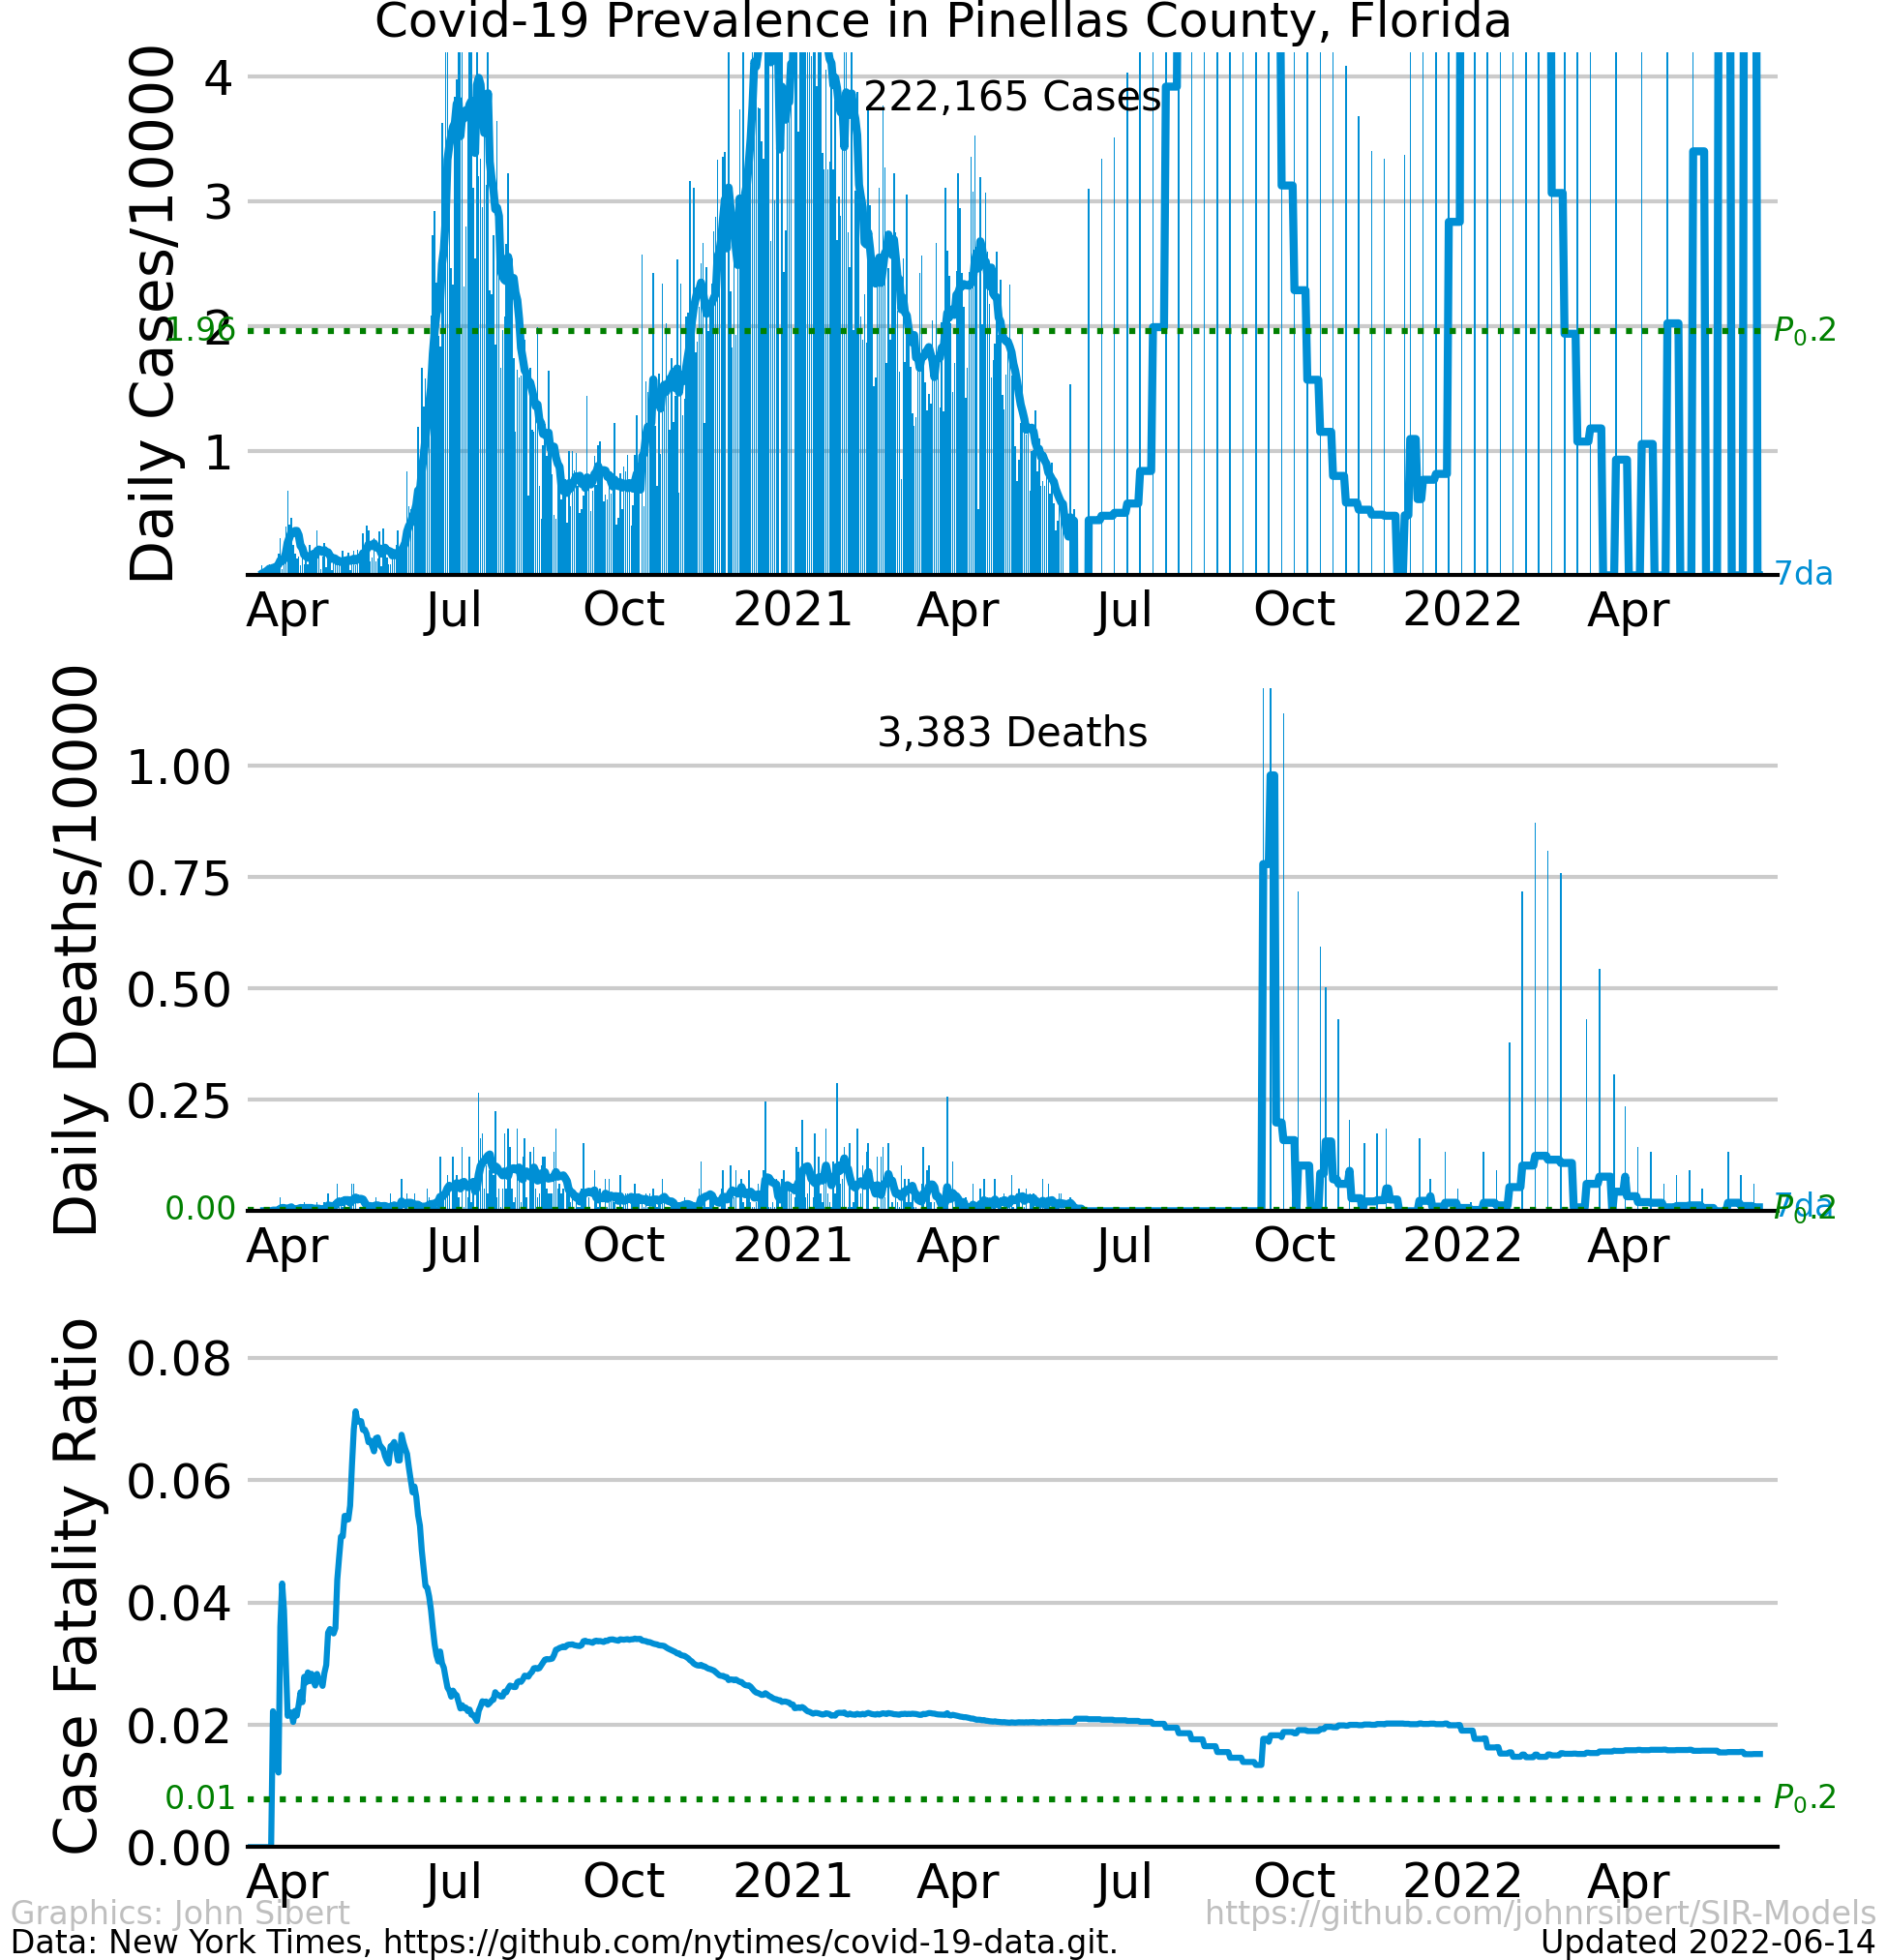 Covid-19 Prevalence in Pinellas County, Florida
222,165 Cases
Daily Cases/10000
4
3
2
1
1.96
P0.2
7da
Apr Jul Oct 2021 Apr Jul Oct 2022 Apr
3,383 Deaths
Daily Deaths/10000
1.00
0.75
0.50
0.25
0.00
7da
P0.2
Apr Jul Oct 2021 Apr Jul Oct 2022 Apr
Case Fatality Ratio
0.08
0.06
0.04
0.02
0.01
P0.2
0.00
Apr Jul Oct 2021 Apr Jul Oct 2022 Apr
Graphics: John Sibert
https://github.com/johnrsibert/SIR-Models
Data: New York Times, https://github.com/nytimes/covid-19-data.git.
Updated 2022-06-14